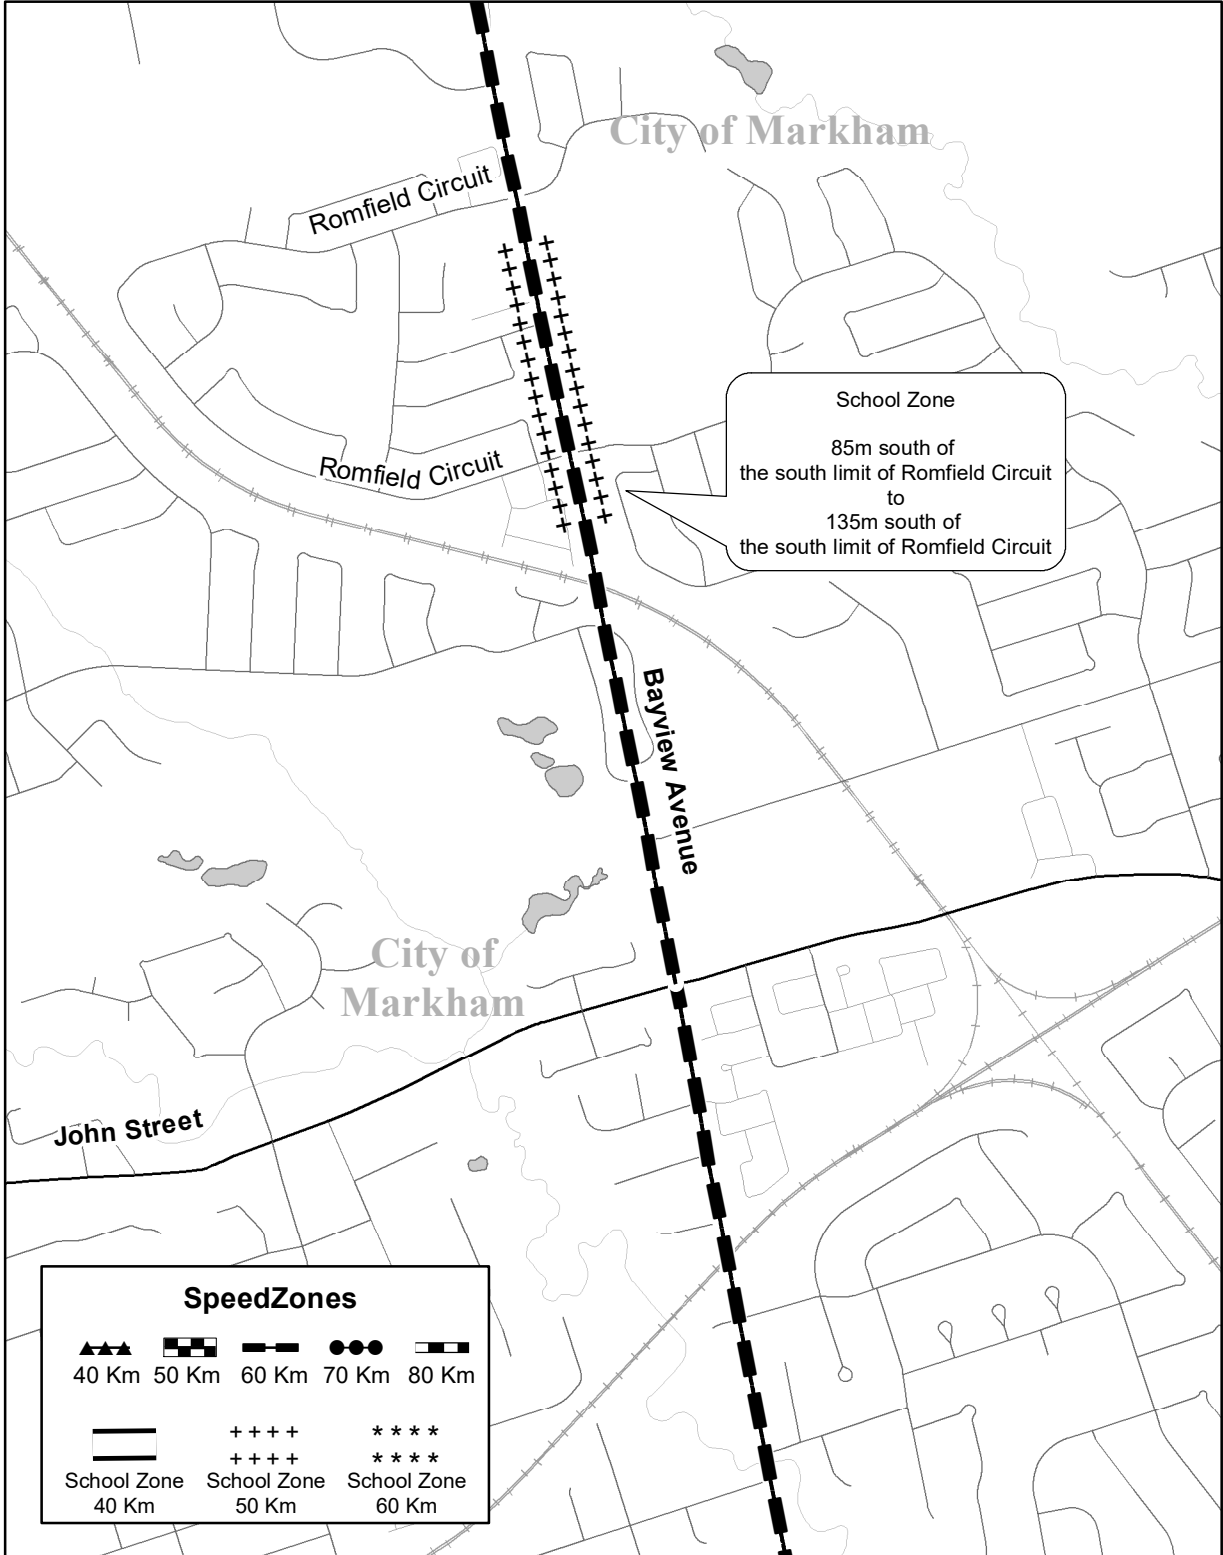 City of Markham
Romfield Circuit
School Zone
85m south of
the south limit of Romfield Circuit
to
135m south of
the south limit of Romfield Circuit
Romfield Circuit
Bayview Avenue
City of
Markham
John Street
SpeedZones
40 Km 50 Km 60 Km 70 Km 80 Km
School Zone School Zone School Zone
40 Km 50 Km 60 Km